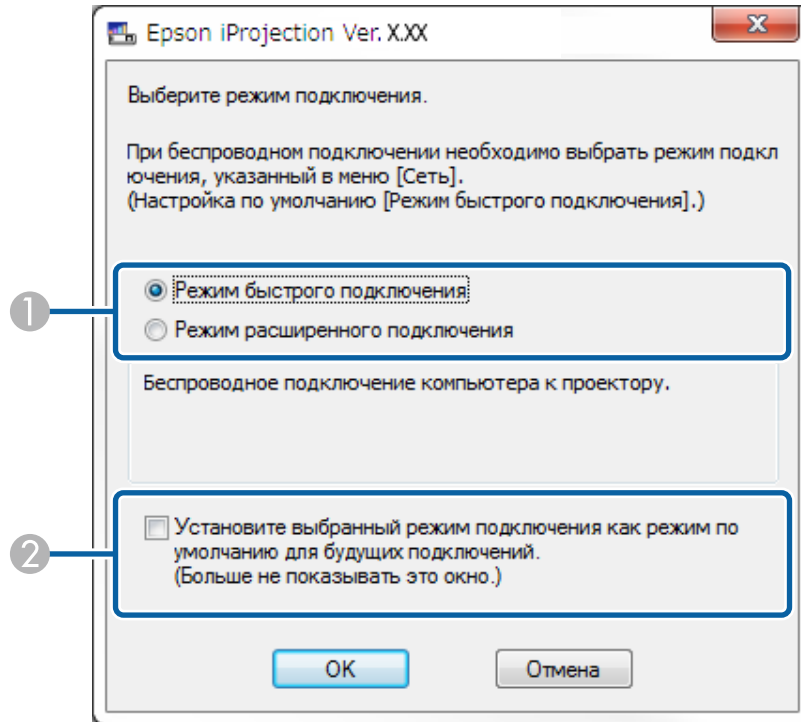 Epson iProjection Ver. X.XX
Выберите режим подключения.
При беспроводном подключении необходимо выбрать режим подкл
ючения, указанный в меню [Сеть].
(Настройка по умолчанию [Режим быстрого подключения].)
1
Режим быстрого подключения
Режим расширенного подключения
Беспроводное подключение компьютера к проектору.
2
Установите выбранный режим подключения как режим по
умолчанию для будущих подключений.
(Больше не показывать это окно.)
OK Отмена